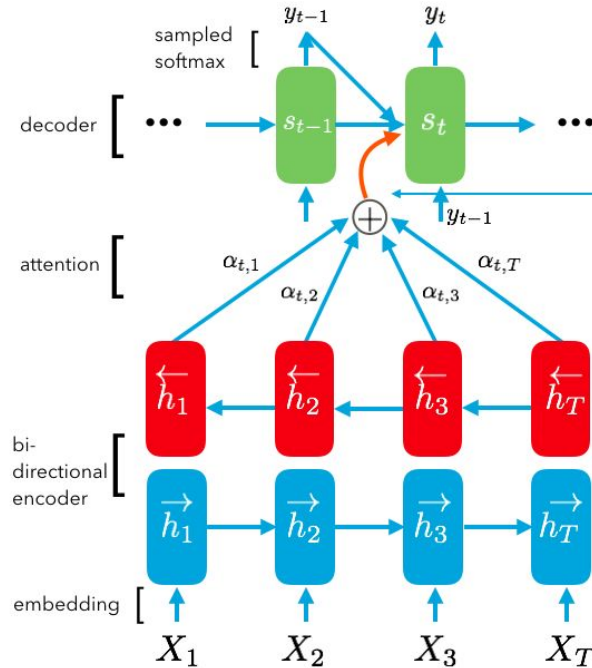 y_{t-1} y_t
sampled
softmax
decoder
... s_{t-1} s_t ...
y_{t-1}
attention
α_{t,1} α_{t,2} α_{t,3} α_{t,T}
←h_1 ←h_2 ←h_3 ←h_T
bi-
directional
encoder
→h_1 →h_2 →h_3 →h_T
embedding
X_1 X_2 X_3 X_T